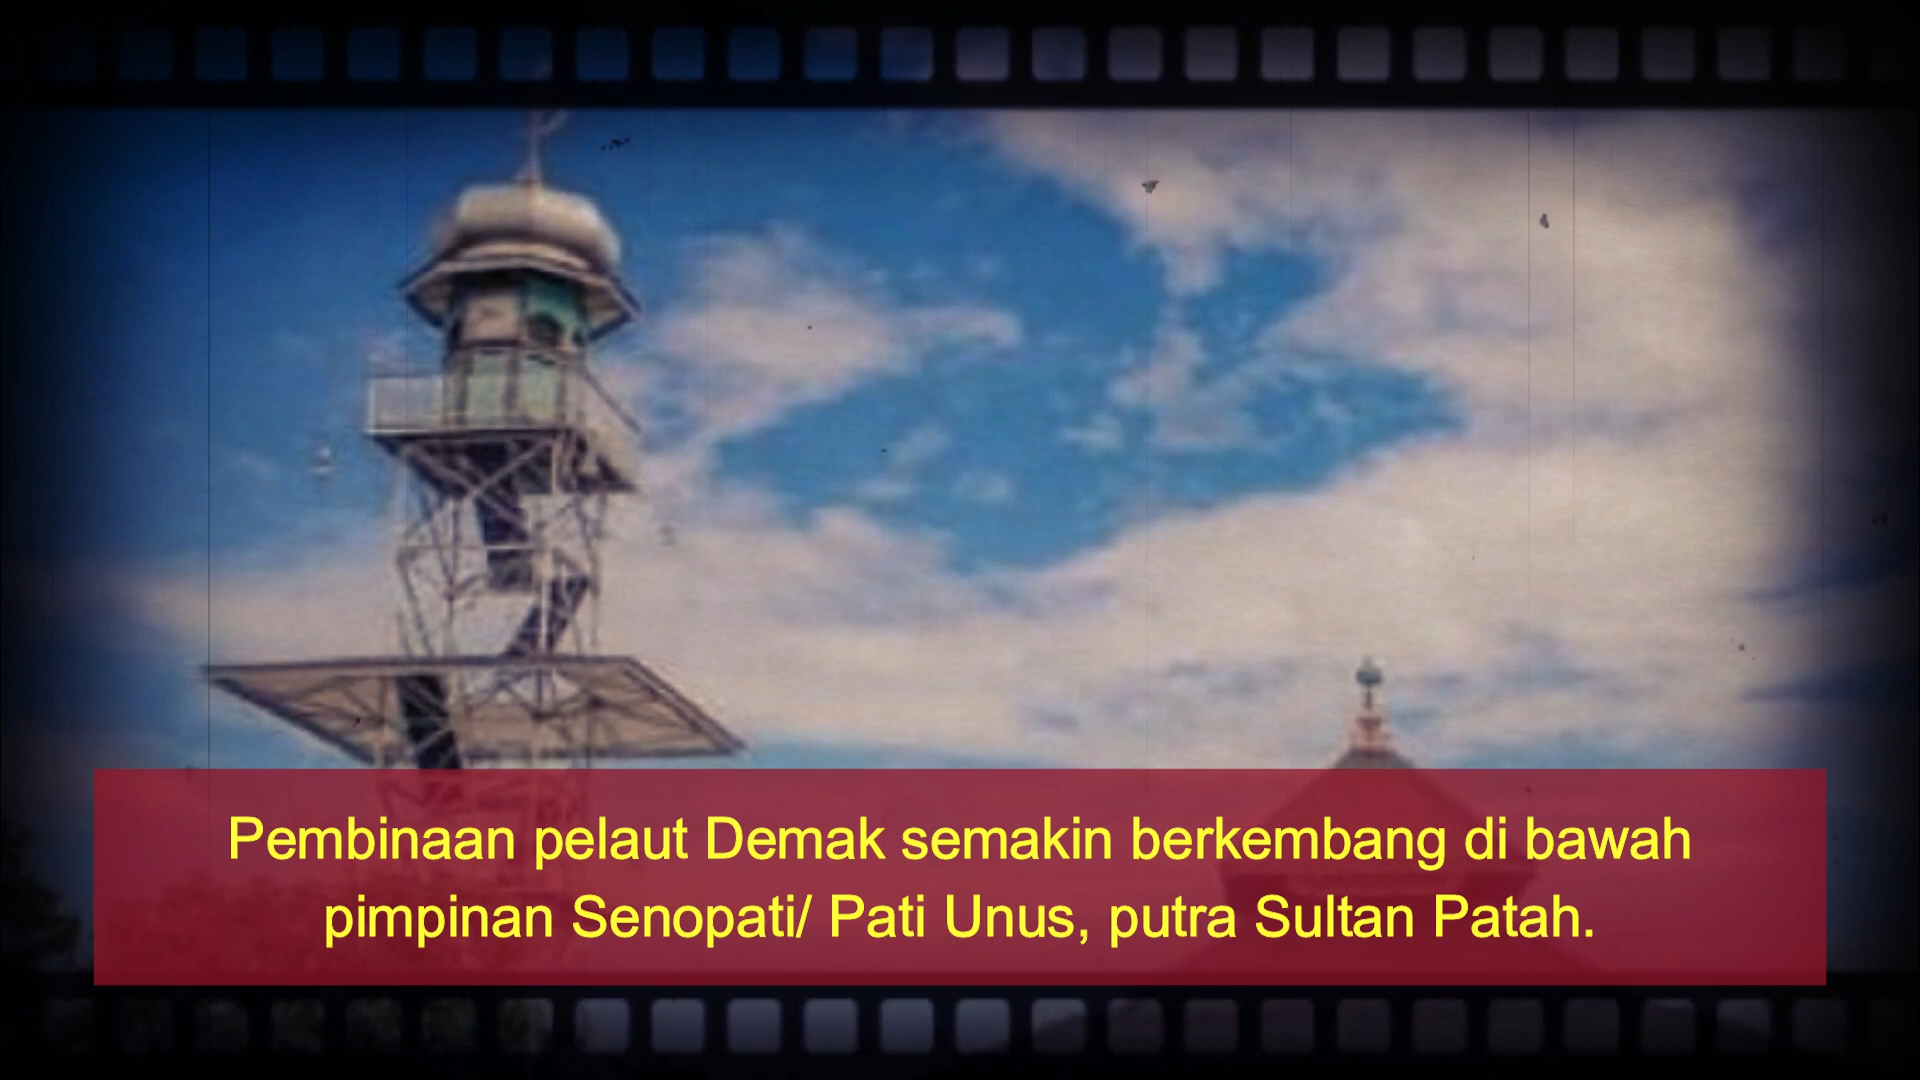 Pembinaan pelaut Demak semakin berkembang di bawah
pimpinan Senopati/ Pati Unus, putra Sultan Patah.